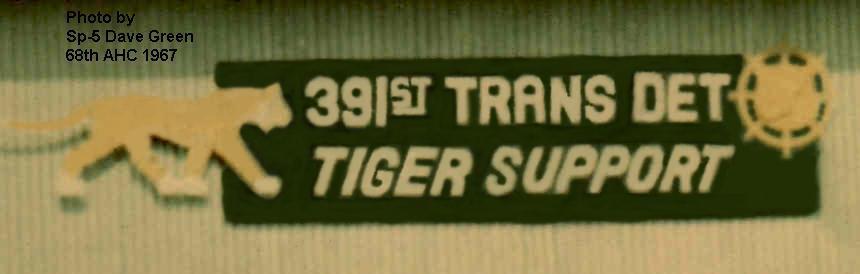 Photo by
Sp-5 Dave Green
68th AHC 1967
391ST TRANS DET
TIGER SUPPORT